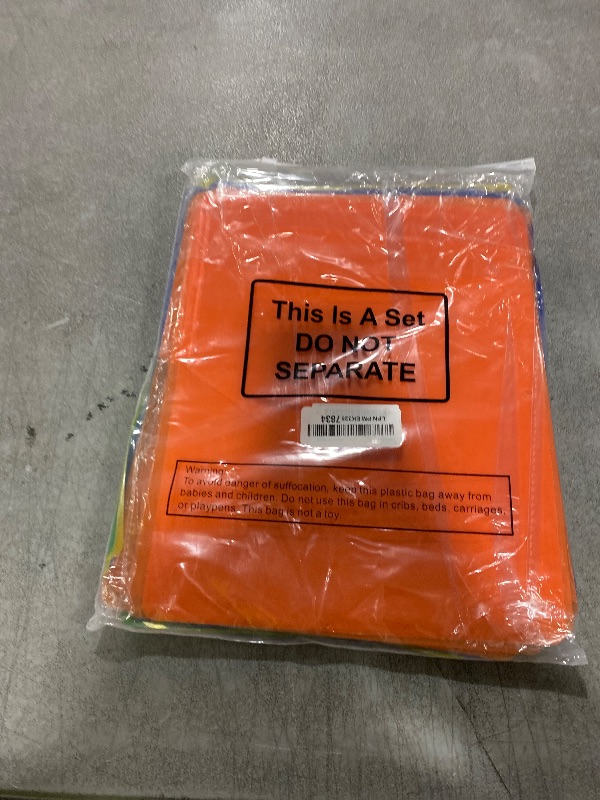 This Is A Set
DO NOT
SEPARATE
7834
Warning:
To avoid danger of suffocation, keep this plastic bag away from
babies and children. Do not use this bag in cribs, beds, carriages,
or playpens. This bag is not a toy.